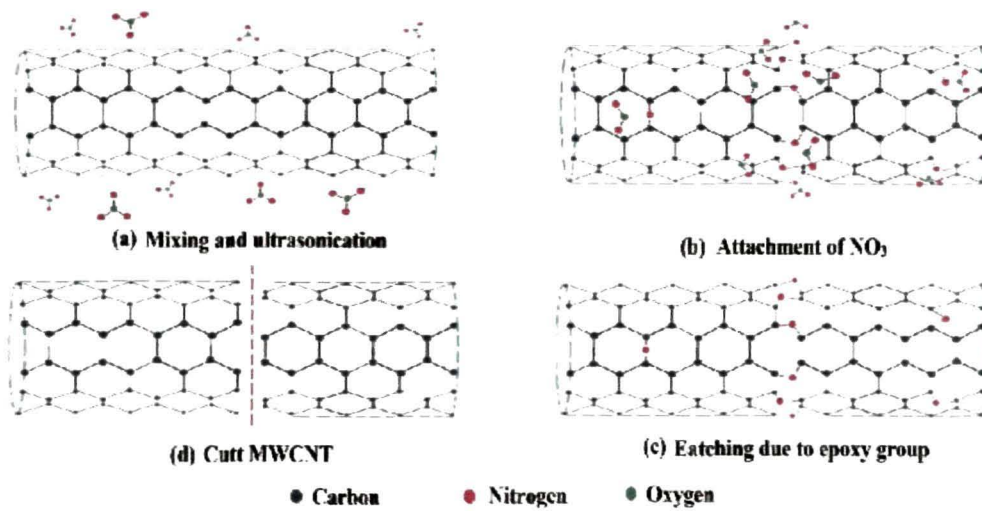 (a) Mixing and ultrasonication
(b) Attachment of NO₃
(d) Cutt MWCNT
(c) Eatching due to epoxy group
Carbon
Nitrogen
Oxygen